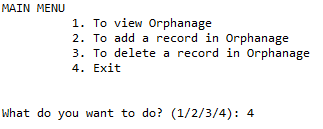 MAIN MENU
1. To view Orphanage
2. To add a record in Orphanage
3. To delete a record in Orphanage
4. Exit
What do you want to do? (1/2/3/4): 4